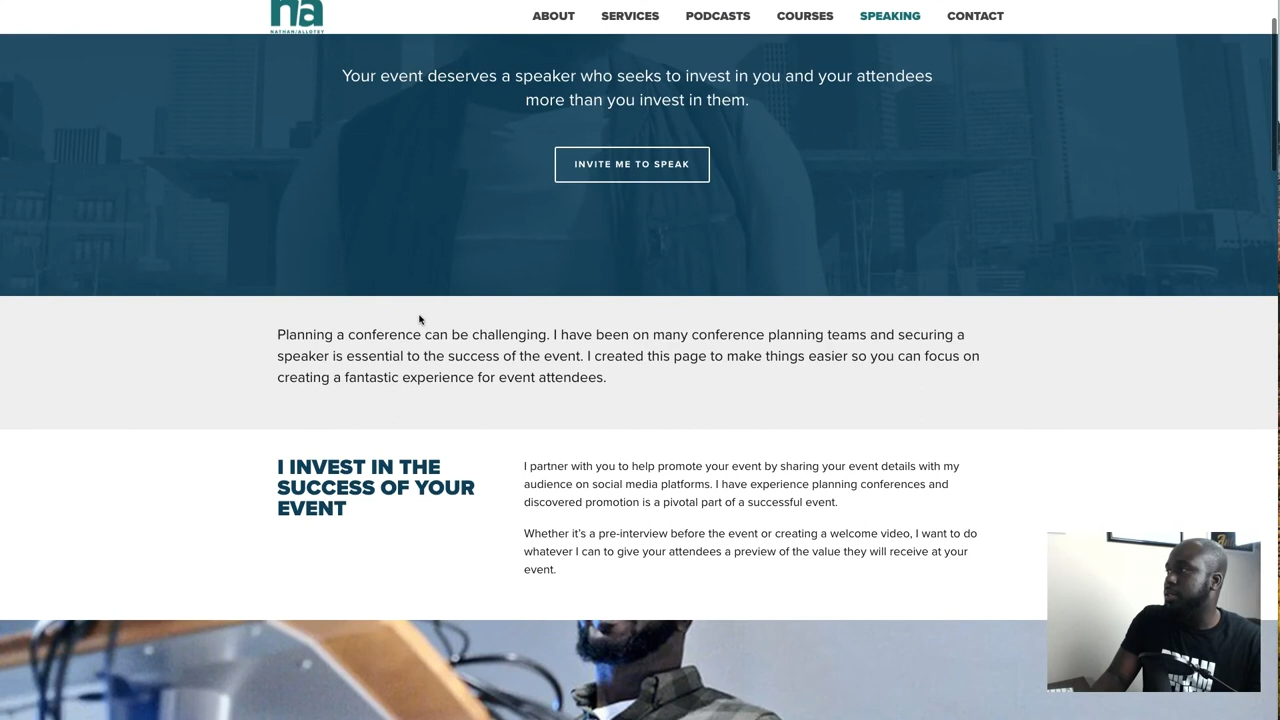 na
NATHAN/ALLOTEY
ABOUT SERVICES PODCASTS COURSES SPEAKING CONTACT
Your event deserves a speaker who seeks to invest in you and your attendees
more than you invest in them.
INVITE ME TO SPEAK
Planning a conference can be challenging. I have been on many conference planning teams and securing a
speaker is essential to the success of the event. I created this page to make things easier so you can focus on
creating a fantastic experience for event attendees.
I INVEST IN THE
SUCCESS OF YOUR
EVENT
I partner with you to help promote your event by sharing your event details with my
audience on social media platforms. I have experience planning conferences and
discovered promotion is a pivotal part of a successful event.
Whether it’s a pre-interview before the event or creating a welcome video, I want to do
whatever I can to give your attendees a preview of the value they will receive at your
event.